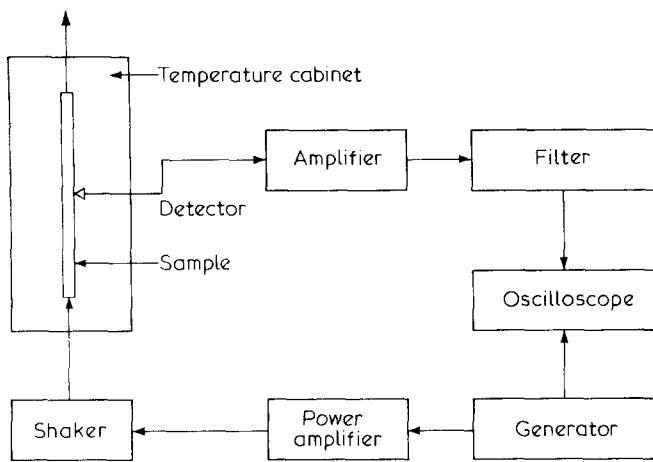 Temperature cabinet
Amplifier
Filter
Detector
Sample
Oscilloscope
Shaker
Power
amplifier
Generator